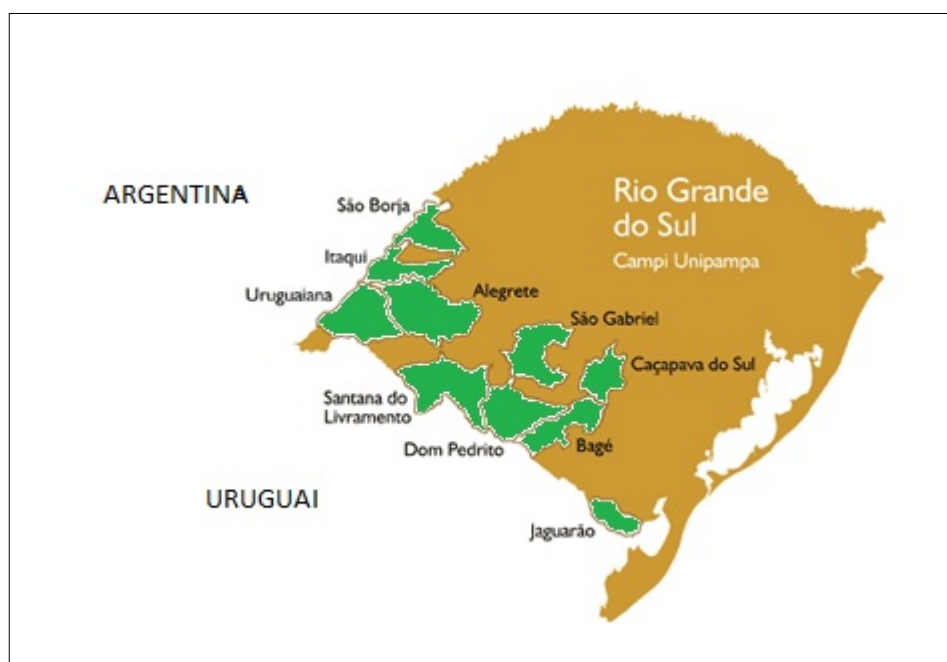 ARGENTINA
Rio Grande
do Sul
Campi Unipampa
São Borja
Itaqui
Uruguaiana
Alegrete
São Gabriel
Caçapava do Sul
Santana do
Livramento
Dom Pedrito
Bagé
URUGUAI
Jaguarão